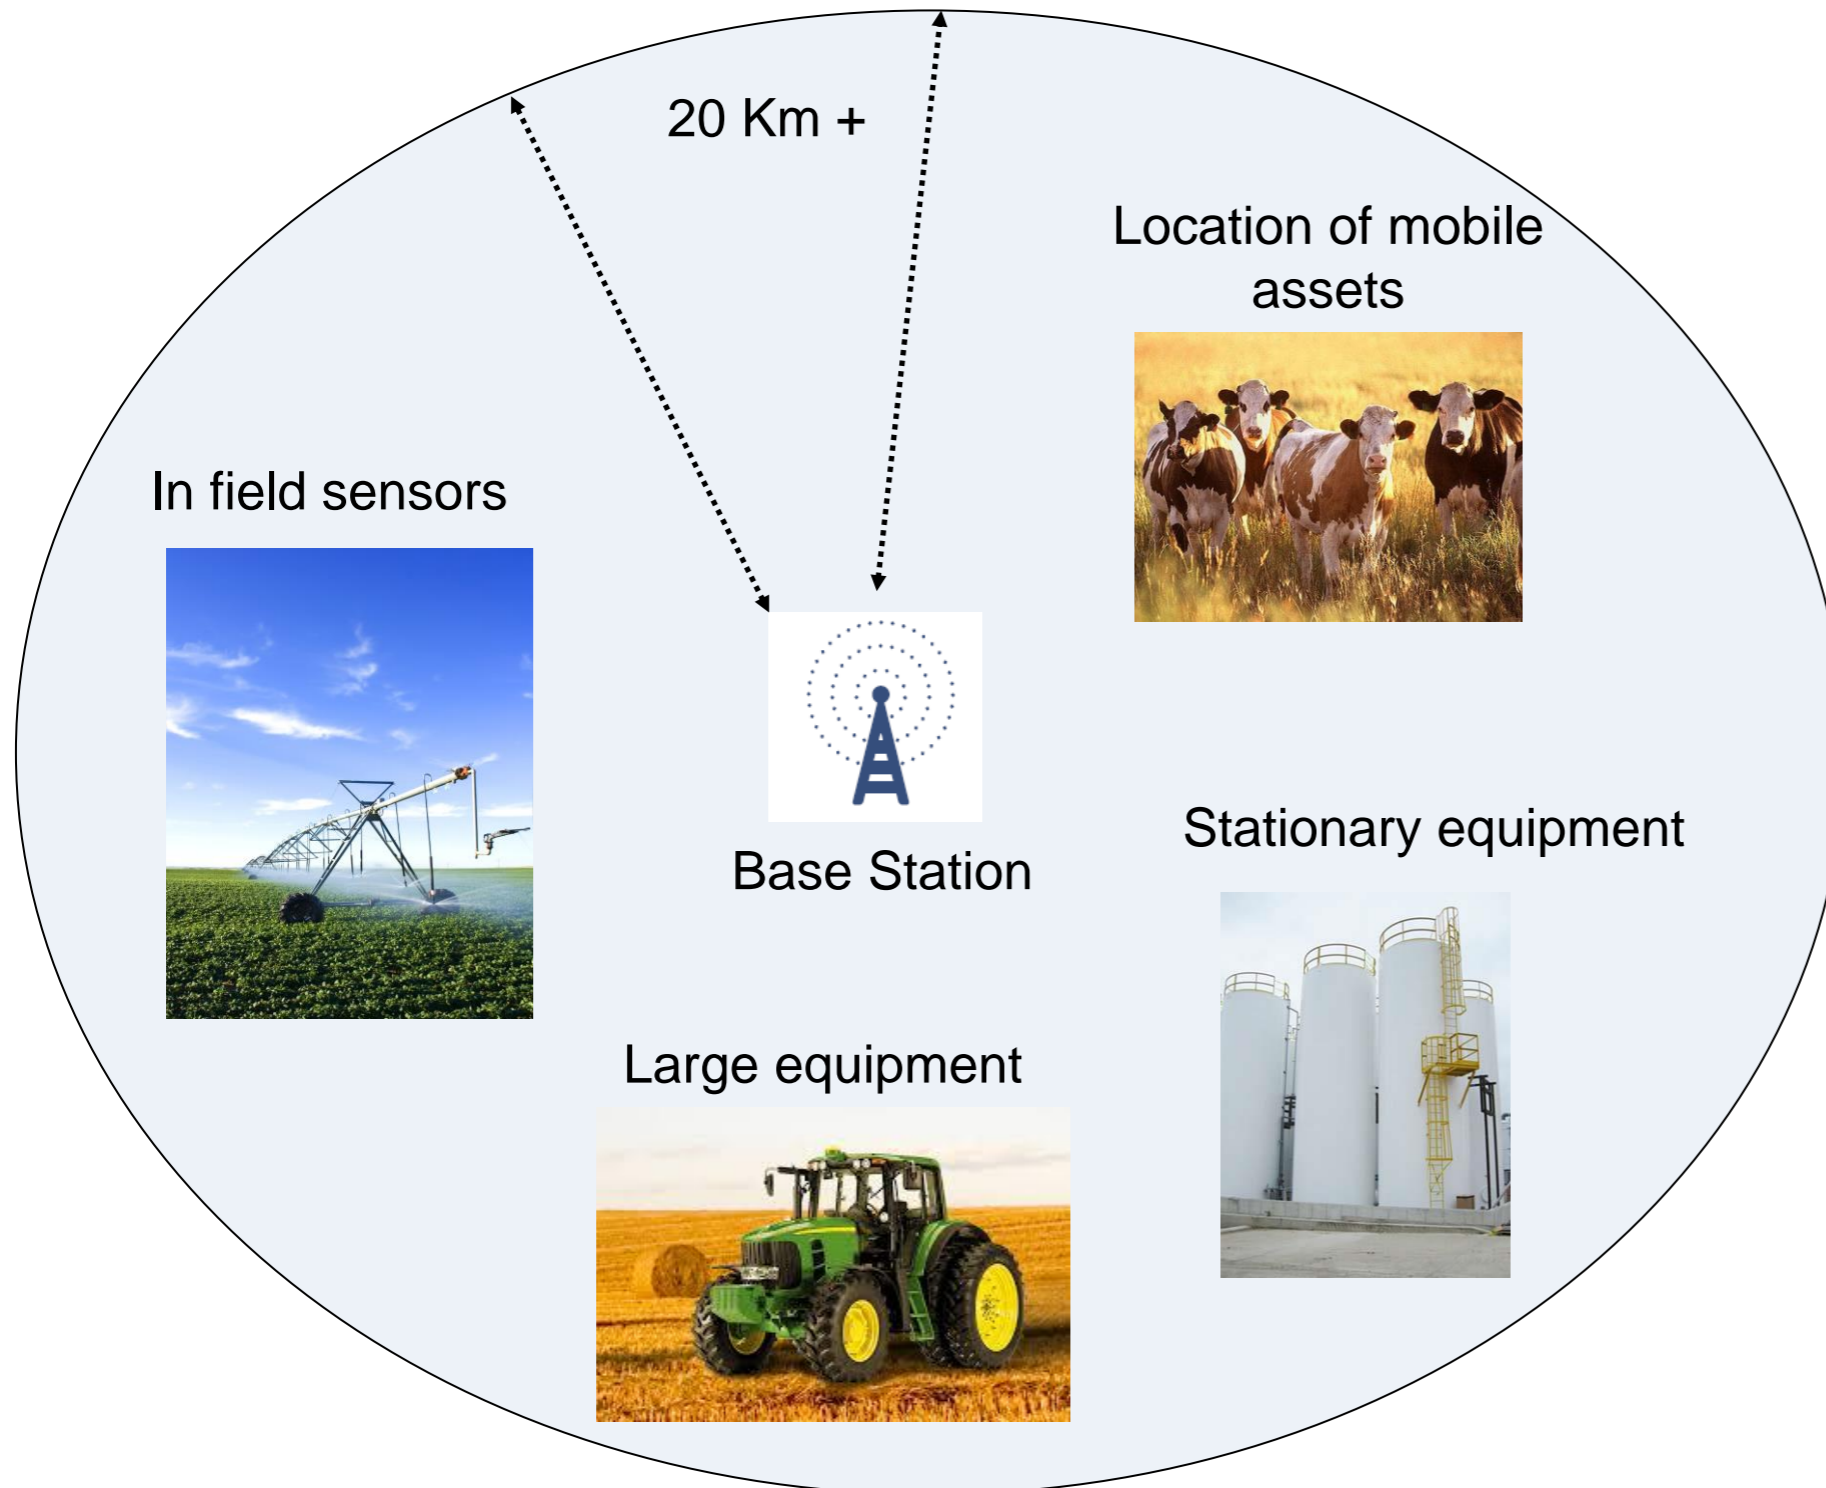 20 Km +
Location of mobile
assets
In field sensors
Stationary equipment
Base Station
Large equipment